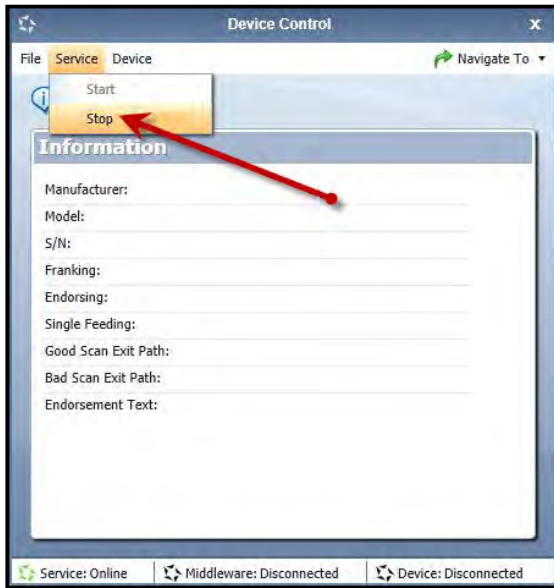 Device Control
x
File Service Device Navigate To
Start
Stop
Information
Manufacturer:
Model:
S/N:
Franking:
Endorsing:
Single Feeding:
Good Scan Exit Path:
Bad Scan Exit Path:
Endorsement Text:
Service: Online Middleware: Disconnected Device: Disconnected